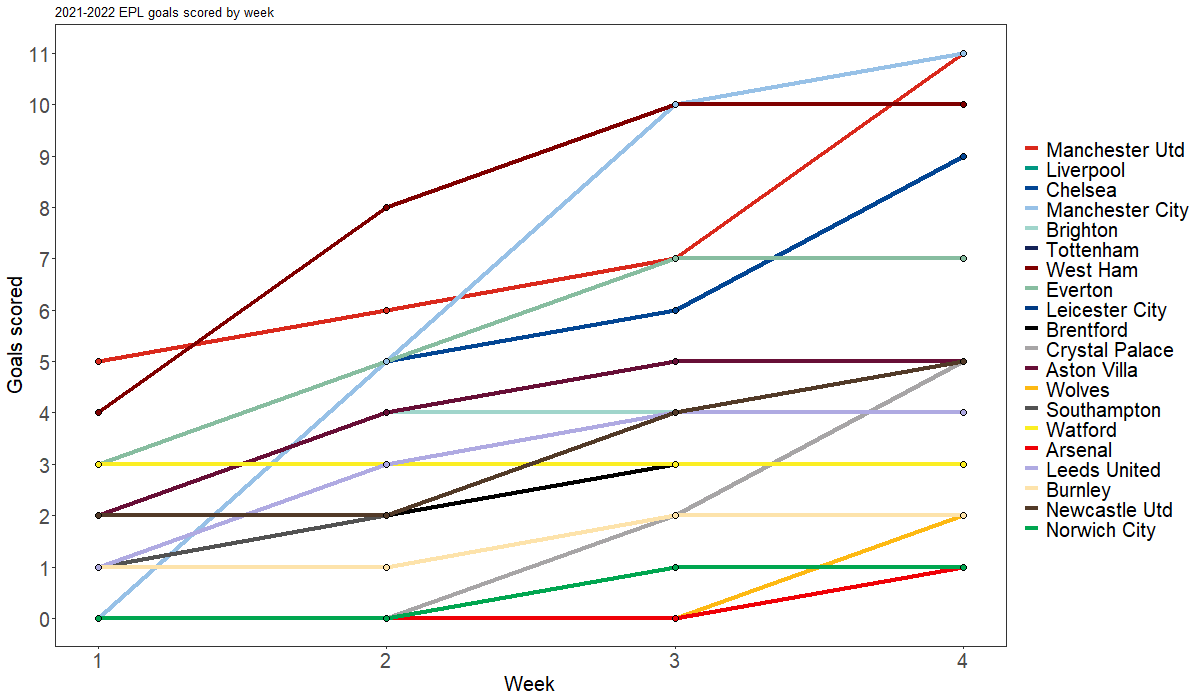 2021-2022 EPL goals scored by week
11
10
9
8
7
6
5
4
3
2
1
0
Goals scored
1 2 3 4
Week
Manchester Utd
Liverpool
Chelsea
Manchester City
Brighton
Tottenham
West Ham
Everton
Leicester City
Brentford
Crystal Palace
Aston Villa
Wolves
Southampton
Watford
Arsenal
Leeds United
Burnley
Newcastle Utd
Norwich City